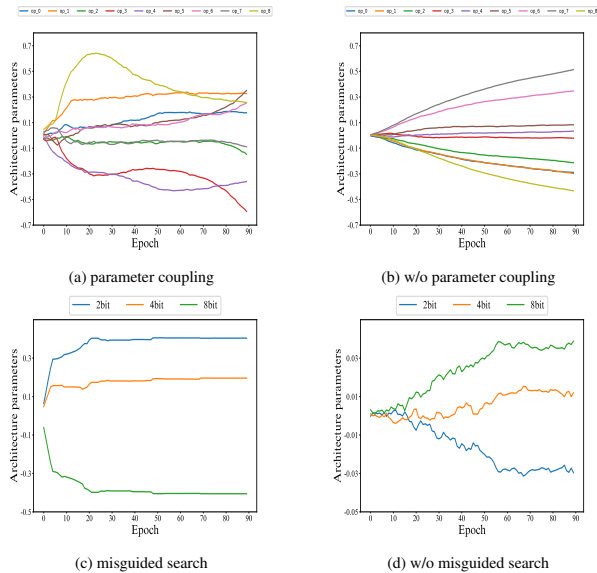 op_0 op_1 op_2 op_3 op_4 op_5 op_6 op_7 op_8
Architecture parameters
0.7
0.5
0.3
0.1
-0.1
-0.3
-0.5
-0.7
0 10 20 30 40 50 60 70 80 90
Epoch
(a) parameter coupling
op_0 op_1 op_2 op_3 op_4 op_5 op_6 op_7 op_8
Architecture parameters
0.7
0.5
0.3
0.1
-0.1
-0.3
-0.5
-0.7
0 10 20 30 40 50 60 70 80 90
Epoch
(b) w/o parameter coupling
2bit 4bit 8bit
Architecture parameters
0.3
0.1
-0.1
-0.3
-0.5
0 10 20 30 40 50 60 70 80 90
Epoch
(c) misguided search
2bit 4bit 8bit
Architecture parameters
0.03
0.01
-0.01
-0.03
-0.05
0 10 20 30 40 50 60 70 80 90
Epoch
(d) w/o misguided search